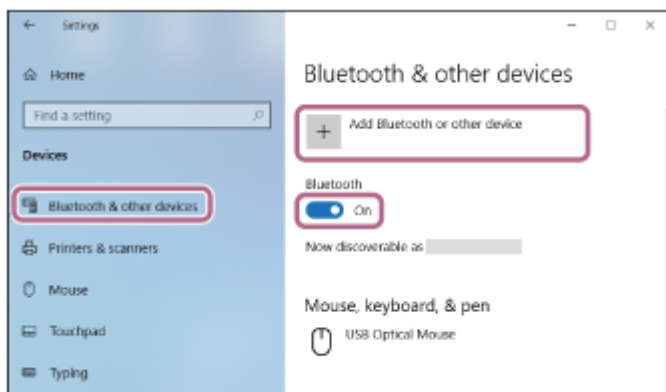 Settings
Home
Find a setting
Devices
Bluetooth & other devices
Printers & scanners
Mouse
Touchpad
Typing
Bluetooth & other devices
Add Bluetooth or other device
Bluetooth
On
Now discoverable as
Mouse, keyboard, & pen
USB Optical Mouse